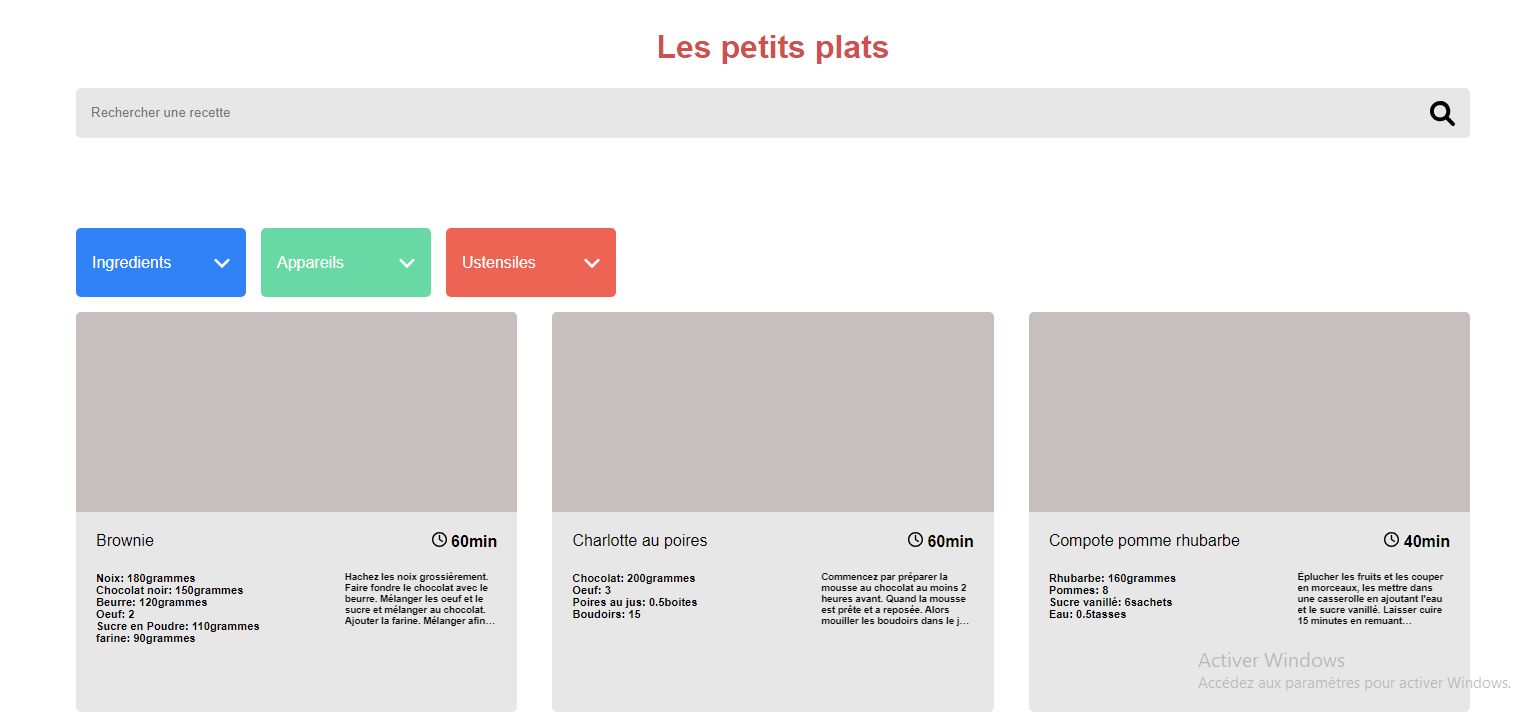 Les petits plats
Rechercher une recette
Ingredients
Appareils
Ustensiles
Brownie
60min
Noix: 180grammes
Chocolat noir: 150grammes
Beurre: 120grammes
Oeuf: 2
Sucre en Poudre: 110grammes
farine: 90grammes
Hachez les noix grossièrement.
Faire fondre le chocolat avec le
beurre. Mélanger les oeuf et le
sucre et mélanger au chocolat.
Ajouter la farine. Mélanger afin…
Charlotte au poires
60min
Chocolat: 200grammes
Oeuf: 3
Poires au jus: 0.5boites
Boudoirs: 15
Commencez par préparer la
mousse au chocolat au moins 2
heures avant. Quand la mousse
est prête et a reposée. Alors
mouiller les boudoirs dans le j…
Compote pomme rhubarbe
40min
Rhubarbe: 160grammes
Pommes: 8
Sucre vanillé: 6sachets
Eau: 0.5tasses
Éplucher les fruits et les couper
en morceaux, les mettre dans
une casserolle en ajoutant l'eau
et le sucre vanillé. Laisser cuire
15 minutes en remuant…
Activer Windows
Accédez aux paramètres pour activer Windows.